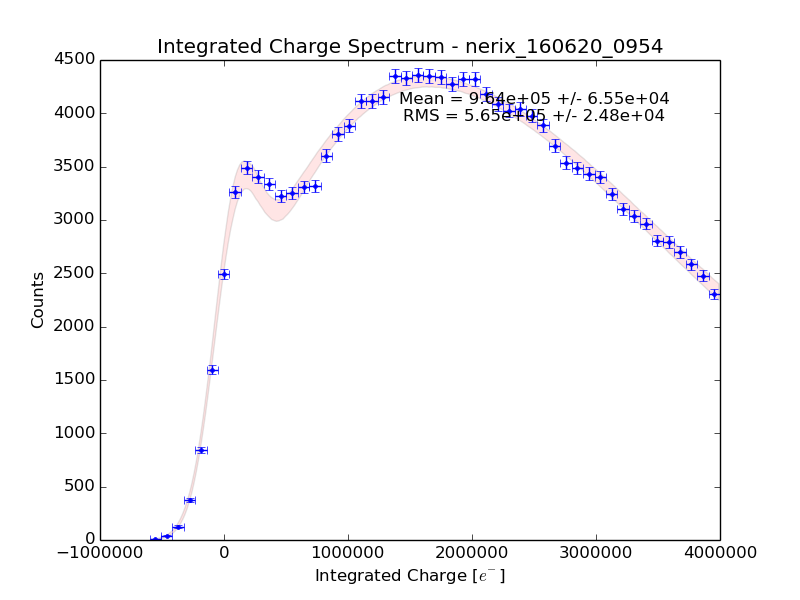 Integrated Charge Spectrum - nerix_160620_0954
4500
Mean = 9.64e+05 +/- 6.55e+04
4000
RMS = 5.65e+05 +/- 2.48e+04
3500
3000
2500
Counts
2000
1500
1000
500
0
−1000000 0 1000000 2000000 3000000 4000000
Integrated Charge [e⁻]